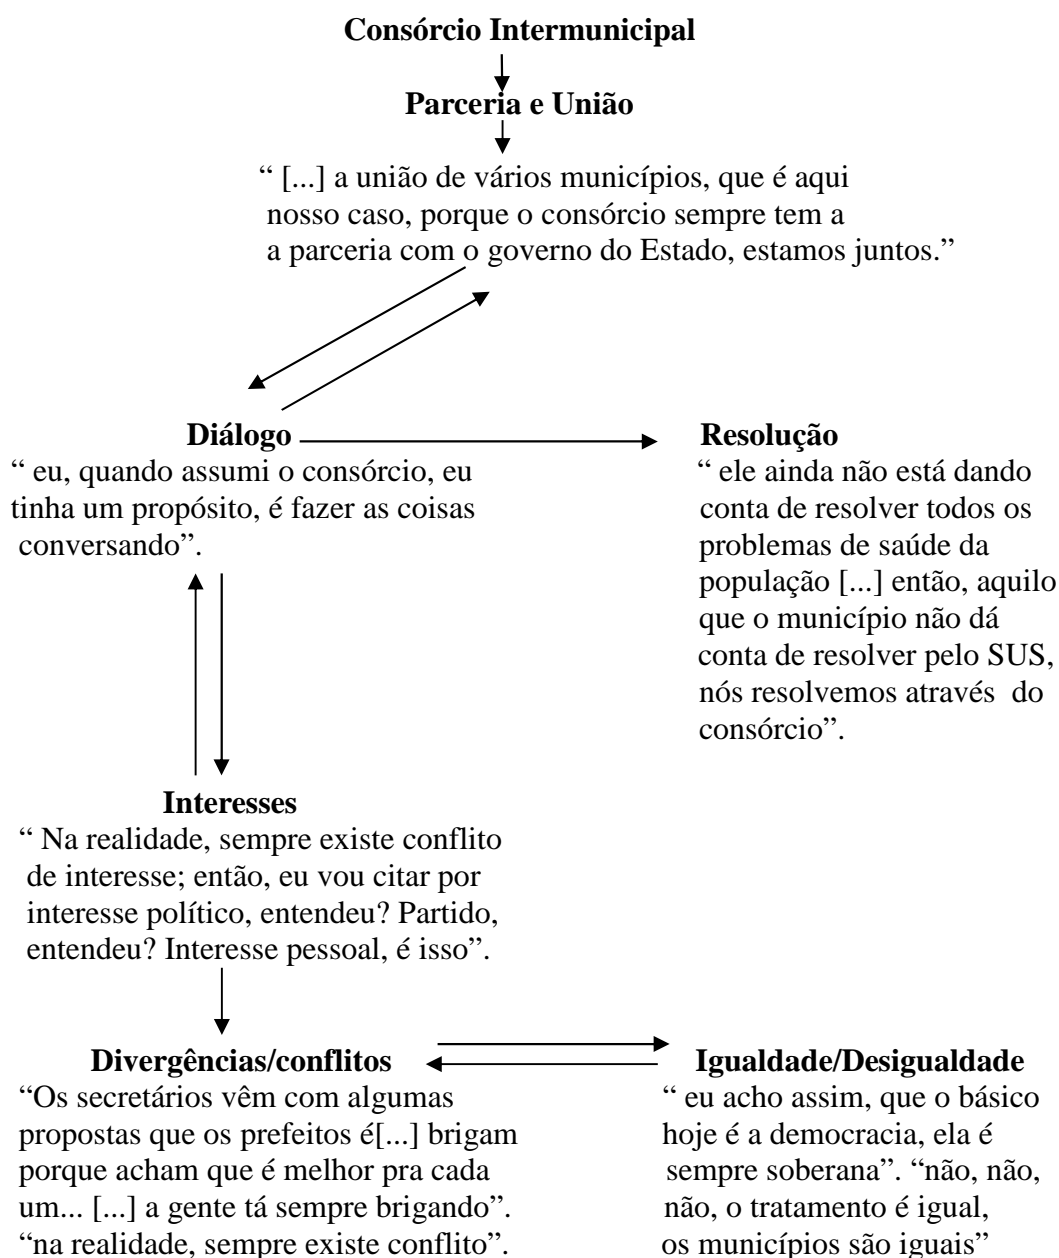 Consórcio Intermunicipal
Parceria e União
“ [...] a união de vários municípios, que é aqui
nosso caso, porque o consórcio sempre tem a
a parceria com o governo do Estado, estamos juntos.”
Diálogo
“ eu, quando assumi o consórcio, eu
tinha um propósito, é fazer as coisas
conversando”.
Resolução
“ ele ainda não está dando
conta de resolver todos os
problemas de saúde da
população [...] então, aquilo
que o município não dá
conta de resolver pelo SUS,
nós resolvemos através do
consórcio”.
Interesses
“ Na realidade, sempre existe conflito
de interesse; então, eu vou citar por
interesse político, entendeu? Partido,
entendeu? Interesse pessoal, é isso”.
Divergências/conflitos
“Os secretários vêm com algumas
propostas que os prefeitos é[...] brigam
porque acham que é melhor pra cada
um... [...] a gente tá sempre brigando”.
“na realidade, sempre existe conflito”.
Igualdade/Desigualdade
“ eu acho assim, que o básico
hoje é a democracia, ela é
sempre soberana”. “não, não,
não, o tratamento é igual,
os municípios são iguais”